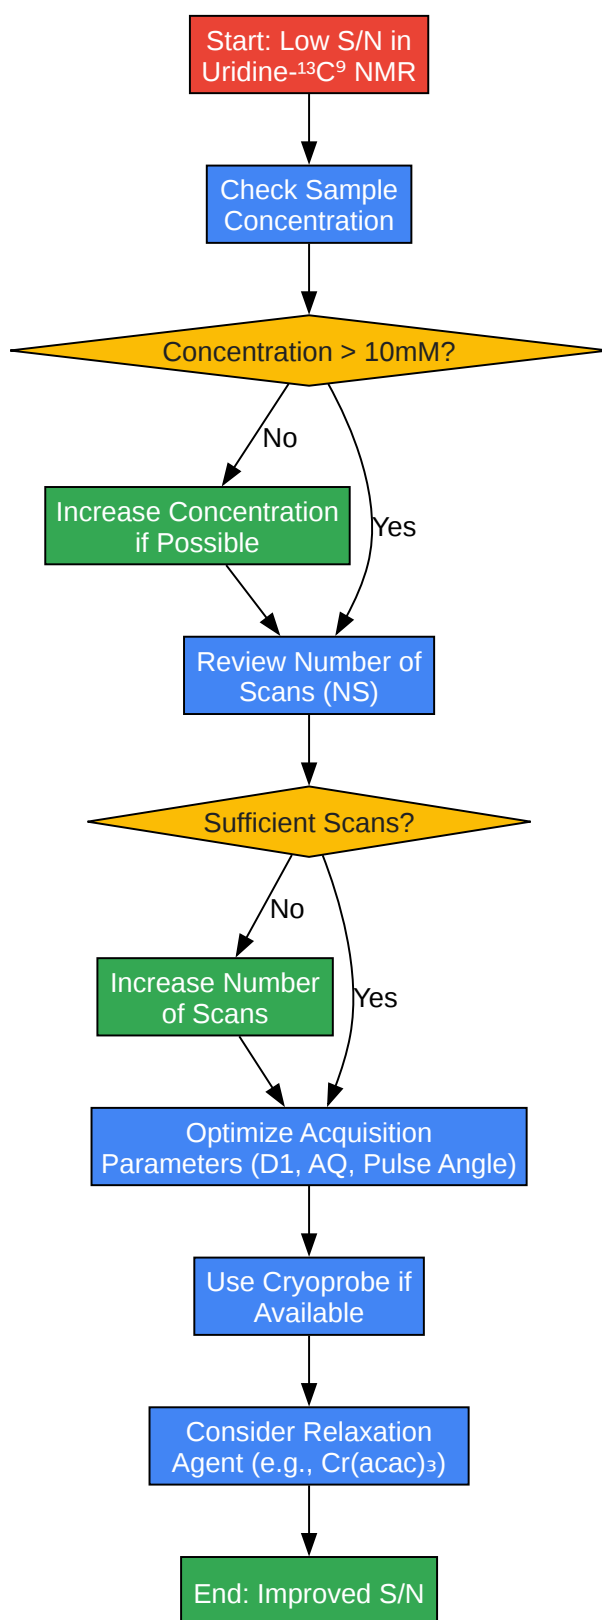 Start: Low S/N in
Uridine-¹³C⁹ NMR
Check Sample
Concentration
Concentration > 10mM?
No
Increase Concentration
if Possible
Yes
Review Number of
Scans (NS)
Sufficient Scans?
No
Increase Number
of Scans
Yes
Optimize Acquisition
Parameters (D1, AQ, Pulse Angle)
Use Cryoprobe if
Available
Consider Relaxation
Agent (e.g., Cr(acac)₃)
End: Improved S/N